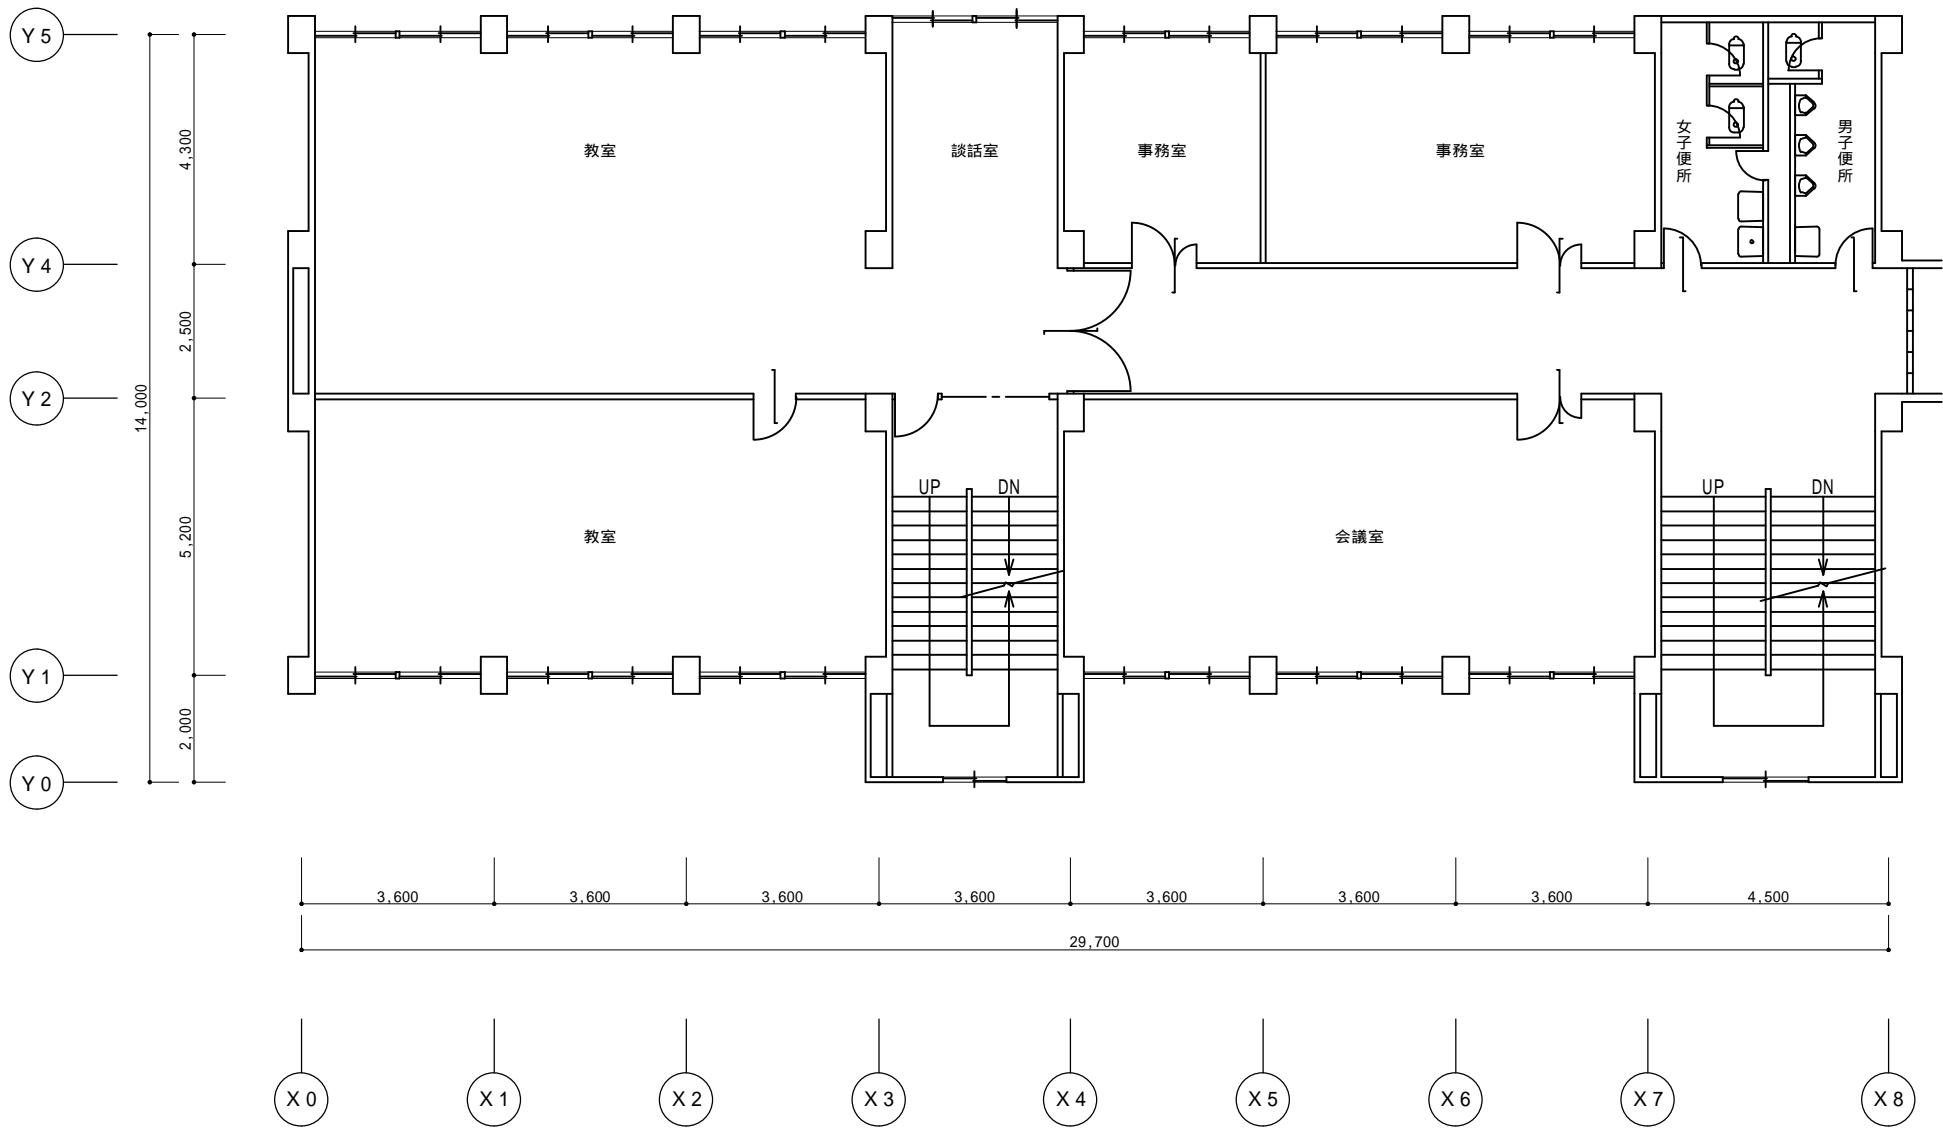 Y5
Y4
Y2
Y1
Y0
14,000
4,300
2,500
5,200
2,000
教室
談話室
事務室
事務室
女子便所
男子便所
教室
会議室
UP DN
UP DN
3,600 3,600 3,600 3,600 3,600 3,600 3,600 4,500
29,700
X0 X1 X2 X3 X4 X5 X6 X7 X8